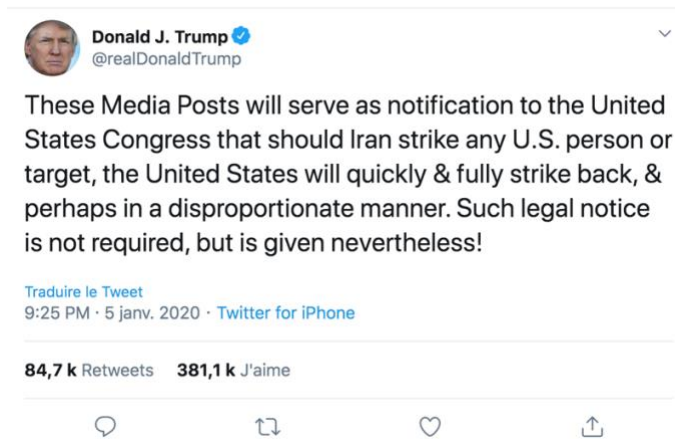 Donald J. Trump
@realDonaldTrump
These Media Posts will serve as notification to the United
States Congress that should Iran strike any U.S. person or
target, the United States will quickly & fully strike back, &
perhaps in a disproportionate manner. Such legal notice
is not required, but is given nevertheless!
Traduire le Tweet
9:25 PM · 5 janv. 2020 · Twitter for iPhone
84,7 k Retweets 381,1 k J'aime